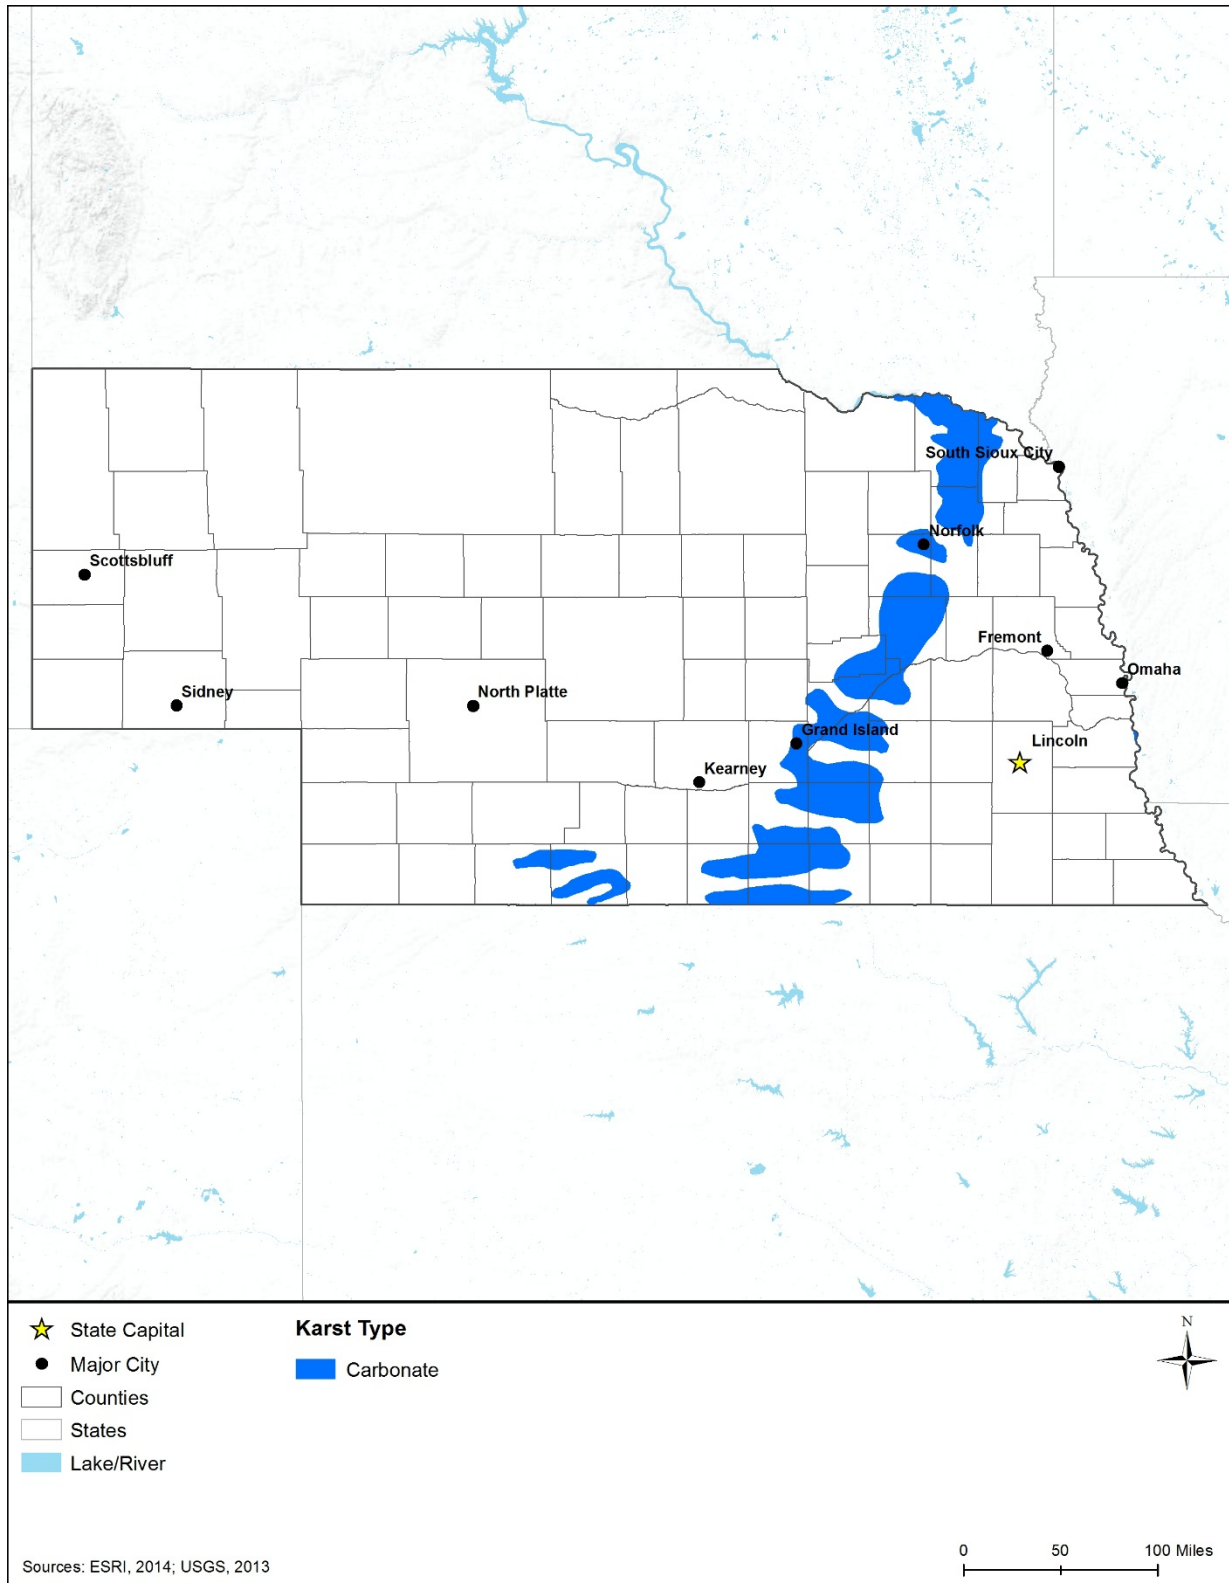 South Sioux City
Norfolk
Scottsbluff
Fremont
Omaha
Sidney
North Platte
Grand Island
Lincoln
Kearney
State Capital
Major City
Counties
States
Lake/River
Karst Type
Carbonate
N
Sources: ESRI, 2014; USGS, 2013
0 50 100 Miles